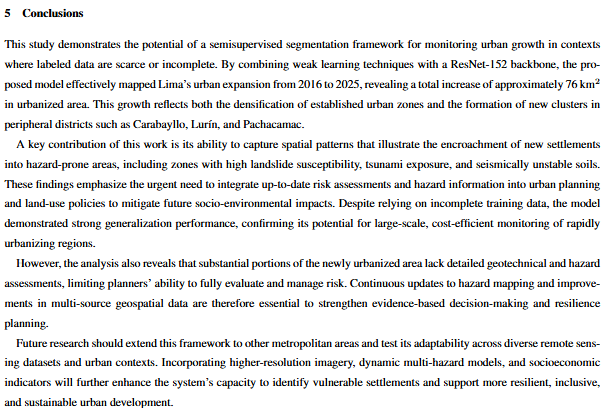 5 Conclusions
This study demonstrates the potential of a semisupervised segmentation framework for monitoring urban growth in contexts
where labeled data are scarce or incomplete. By combining weak learning techniques with a ResNet-152 backbone, the pro-
posed model effectively mapped Lima's urban expansion from 2016 to 2025, revealing a total increase of approximately 76 km²
in urbanized area. This growth reflects both the densification of established urban zones and the formation of new clusters in
peripheral districts such as Carabayllo, Lurín, and Pachacamac.
A key contribution of this work is its ability to capture spatial patterns that illustrate the encroachment of new settlements
into hazard-prone areas, including zones with high landslide susceptibility, tsunami exposure, and seismically unstable soils.
These findings emphasize the urgent need to integrate up-to-date risk assessments and hazard information into urban planning
and land-use policies to mitigate future socio-environmental impacts. Despite relying on incomplete training data, the model
demonstrated strong generalization performance, confirming its potential for large-scale, cost-efficient monitoring of rapidly
urbanizing regions.
However, the analysis also reveals that substantial portions of the newly urbanized area lack detailed geotechnical and hazard
assessments, limiting planners' ability to fully evaluate and manage risk. Continuous updates to hazard mapping and improve-
ments in multi-source geospatial data are therefore essential to strengthen evidence-based decision-making and resilience
planning.
Future research should extend this framework to other metropolitan areas and test its adaptability across diverse remote sens-
ing datasets and urban contexts. Incorporating higher-resolution imagery, dynamic multi-hazard models, and socioeconomic
indicators will further enhance the system's capacity to identify vulnerable settlements and support more resilient, inclusive,
and sustainable urban development.